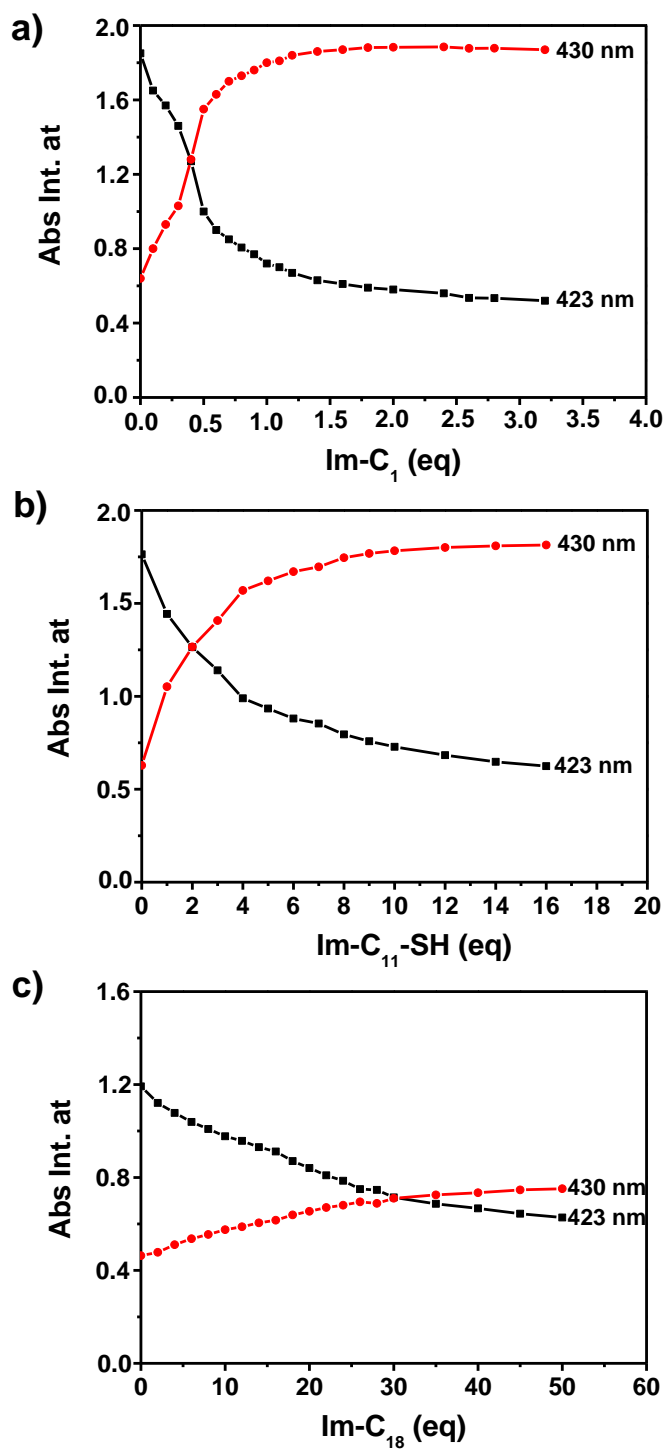 a)
2.0
1.6
1.2
0.8
0.4
0.0
Abs Int. at
430 nm
423 nm
0.0 0.5 1.0 1.5 2.0 2.5 3.0 3.5 4.0
Im-C₁ (eq)
b)
2.0
1.5
1.0
0.5
0.0
Abs Int. at
430 nm
423 nm
0 2 4 6 8 10 12 14 16 18 20
Im-C₁₁-SH (eq)
c)
1.6
1.2
0.8
0.4
0.0
Abs Int. at
430 nm
423 nm
0 10 20 30 40 50 60
Im-C₁₈ (eq)